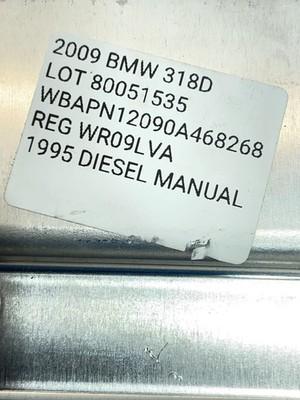 2009 BMW 318D
LOT 80051535
WBAPN12090A468268
REG WR09LVA
1995 DIESEL MANUAL